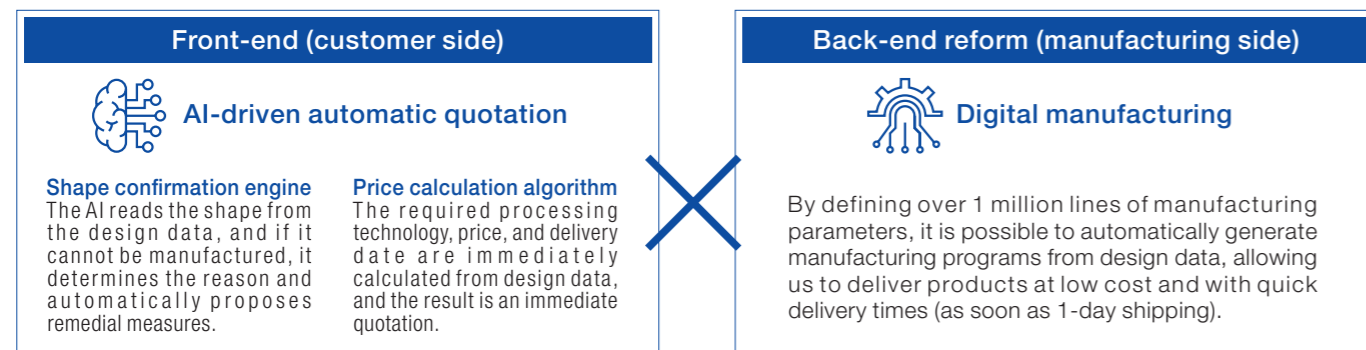 Front-end (customer side)
AI-driven automatic quotation
Shape confirmation engine
The AI reads the shape from
the design data, and if it
cannot be manufactured, it
determines the reason and
automatically proposes
remedial measures.
Price calculation algorithm
The required processing
technology, price, and delivery
date are immediately
calculated from design data,
and the result is an immediate
quotation.
Back-end reform (manufacturing side)
Digital manufacturing
By defining over 1 million lines of manufacturing
parameters, it is possible to automatically generate
manufacturing programs from design data, allowing
us to deliver products at low cost and with quick
delivery times (as soon as 1-day shipping).